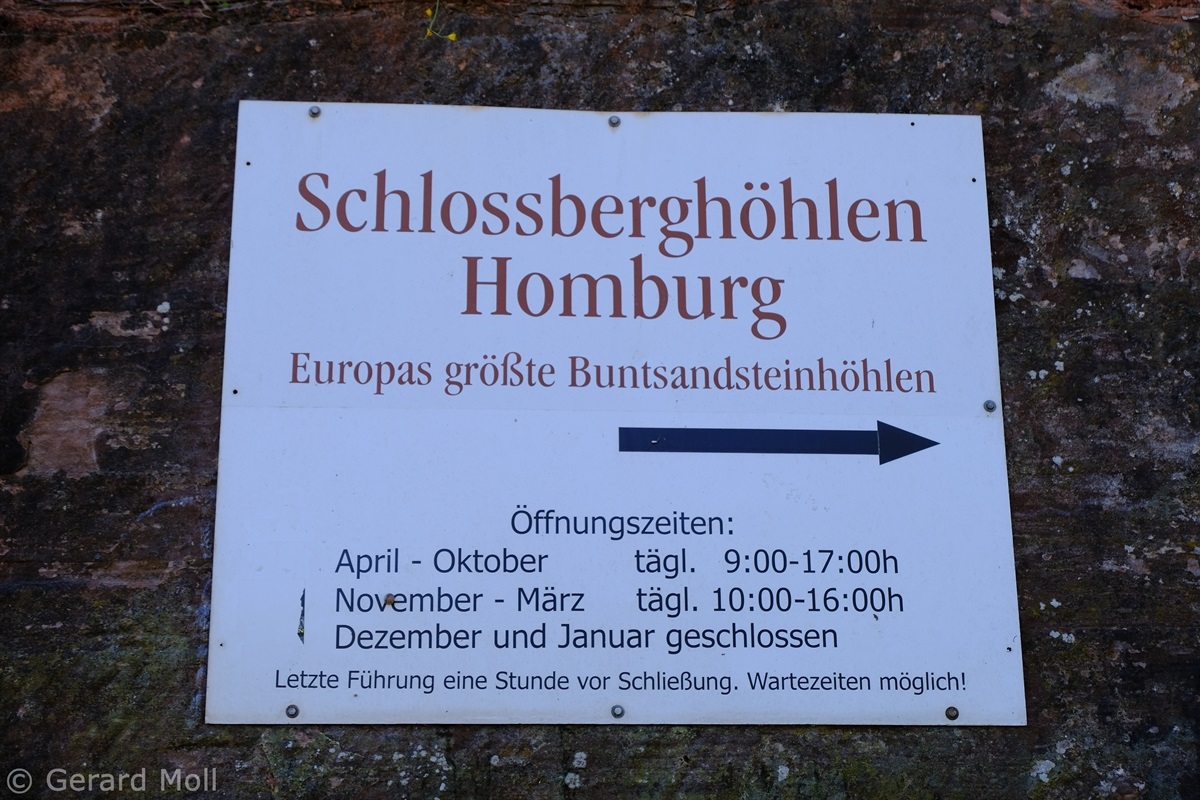 Schlossberghöhlen
Homburg
Europas größte Buntsandsteinhöhlen
Öffnungszeiten:
April - Oktober tägl. 9:00-17:00h
November - März tägl. 10:00-16:00h
Dezember und Januar geschlossen
Letzte Führung eine Stunde vor Schließung. Wartezeiten möglich!
© Gerard Moll